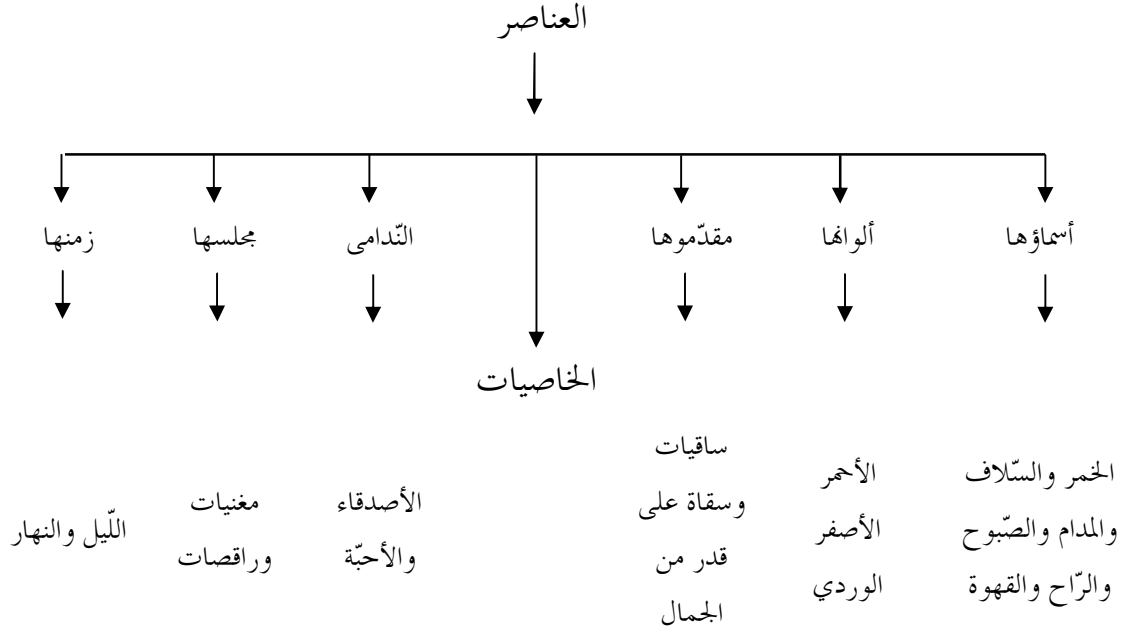 العناصر
أسماؤها
ألوانها
مقدّموها
النّدامى
مجلسها
زمنها
الخاصيات
الخمر والسّلاف
والمدام والصّبوح
والرّاح والقهوة
الأحمر
الأصفر
الوردي
ساقيات
وسقاة على
قدر من
الجمال
الأصدقاء
والأحبّة
مغنيات
وراقصات
اللّيل والنهار